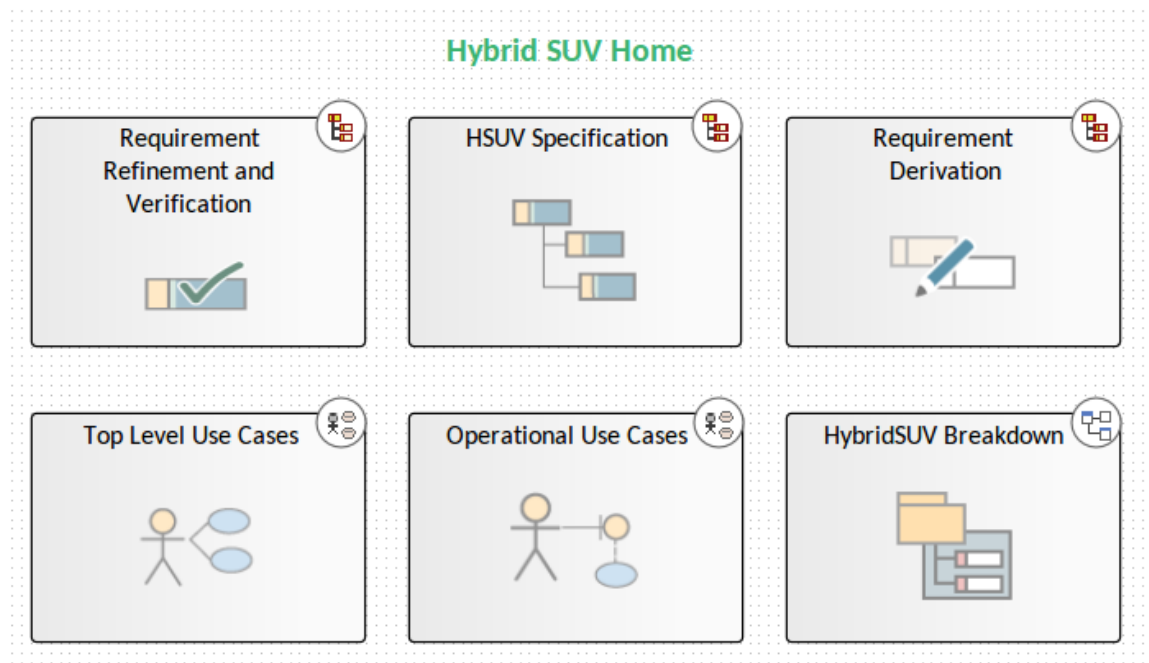 Hybrid SUV Home
Requirement
Refinement and
Verification
HSUV Specification
Requirement
Derivation
Top Level Use Cases
Operational Use Cases
HybridSUV Breakdown